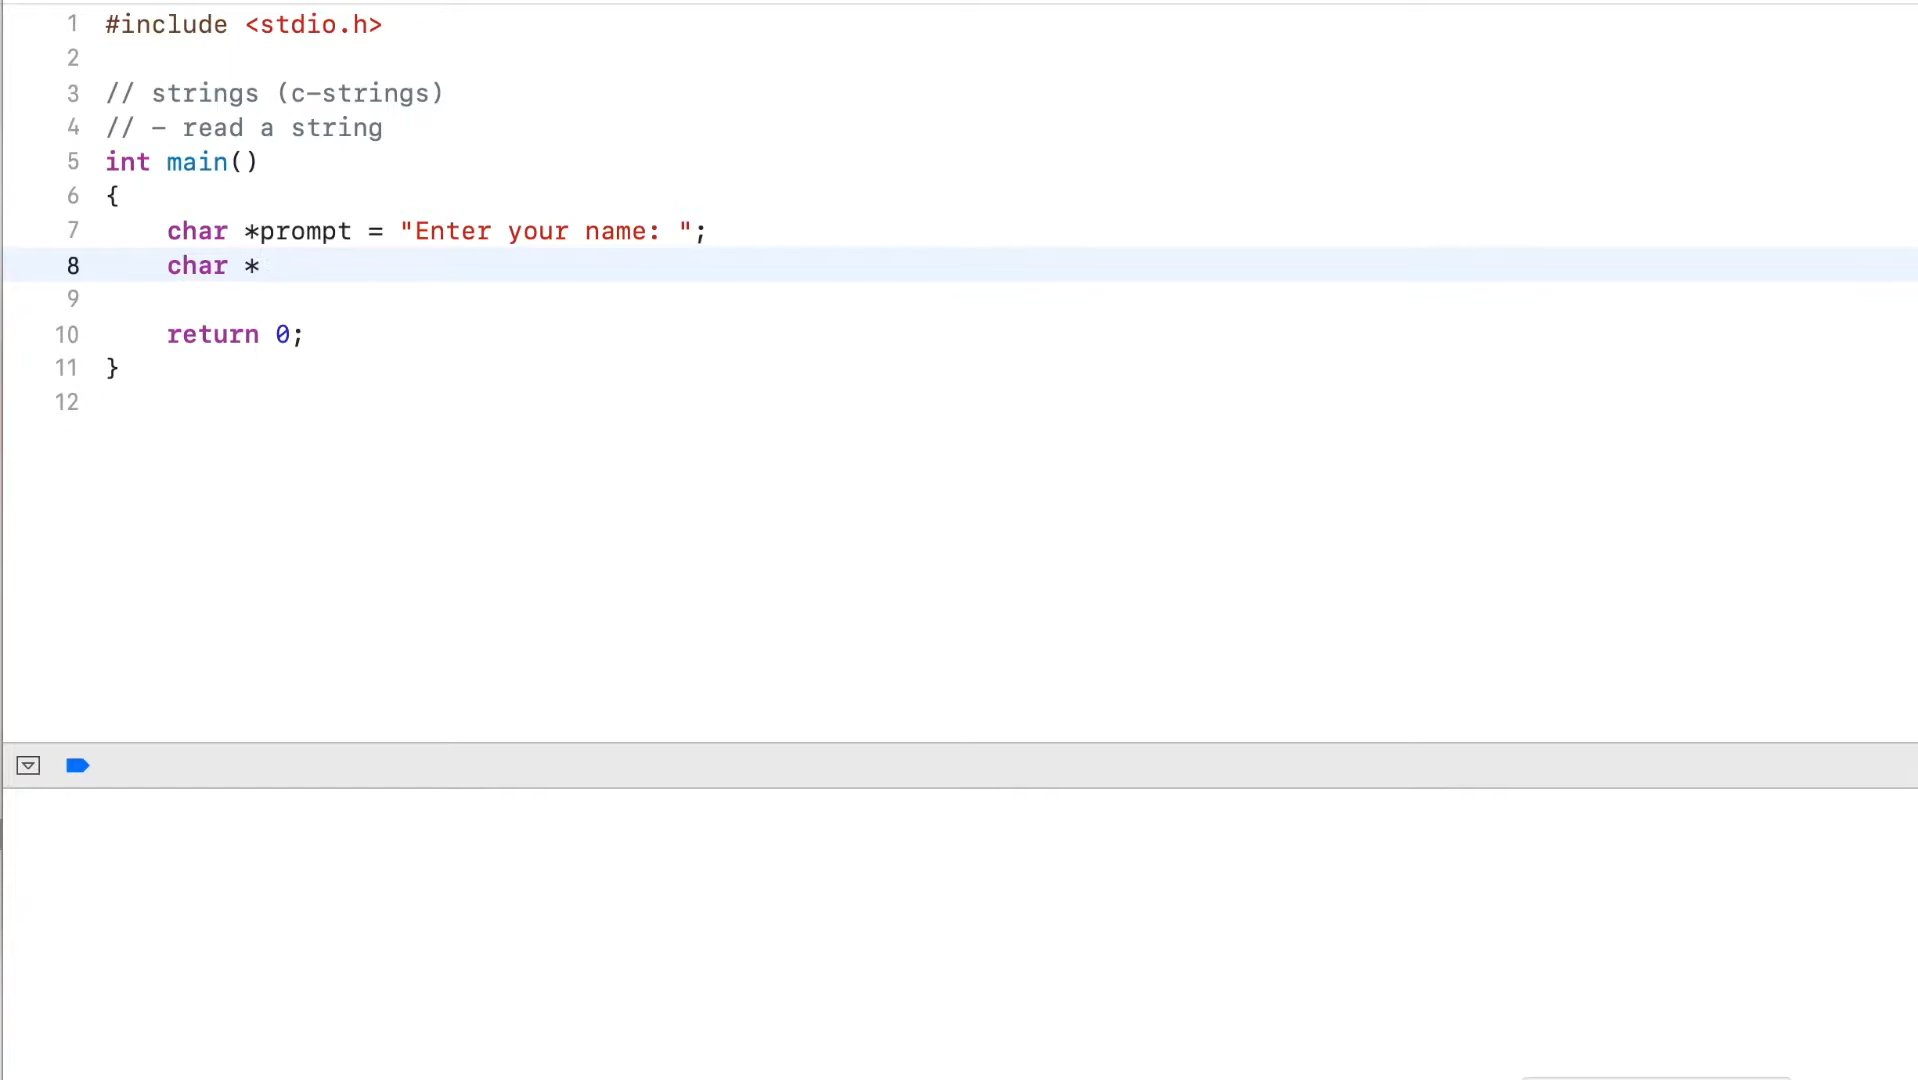 1 #include <stdio.h>
2
3 // strings (c-strings)
4 // - read a string
5 int main()
6 {
7 char *prompt = "Enter your name: ";
8 char *
9
10 return 0;
11 }
12